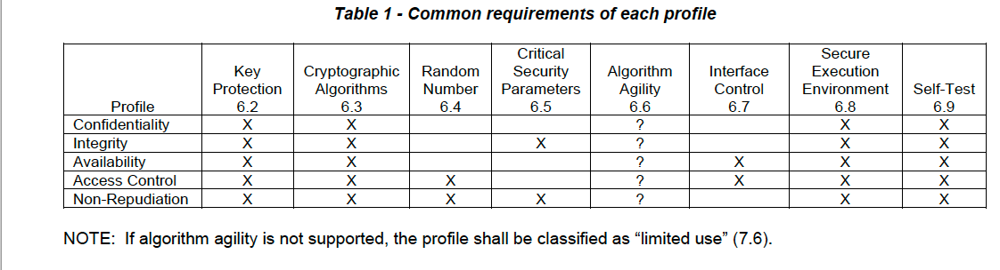 Table 1 - Common requirements of each profile
Profile | Key Protection 6.2 | Cryptographic Algorithms 6.3 | Random Number 6.4 | Critical Security Parameters 6.5 | Algorithm Agility 6.6 | Interface Control 6.7 | Secure Execution Environment 6.8 | Self-Test 6.9
Confidentiality | X | X | | | ? | | X | X
Integrity | X | X | | X | ? | | X | X
Availability | X | X | | | ? | X | X | X
Access Control | X | X | X | | ? | X | X | X
Non-Repudiation | X | X | X | X | ? | | X | X
NOTE: If algorithm agility is not supported, the profile shall be classified as “limited use” (7.6).